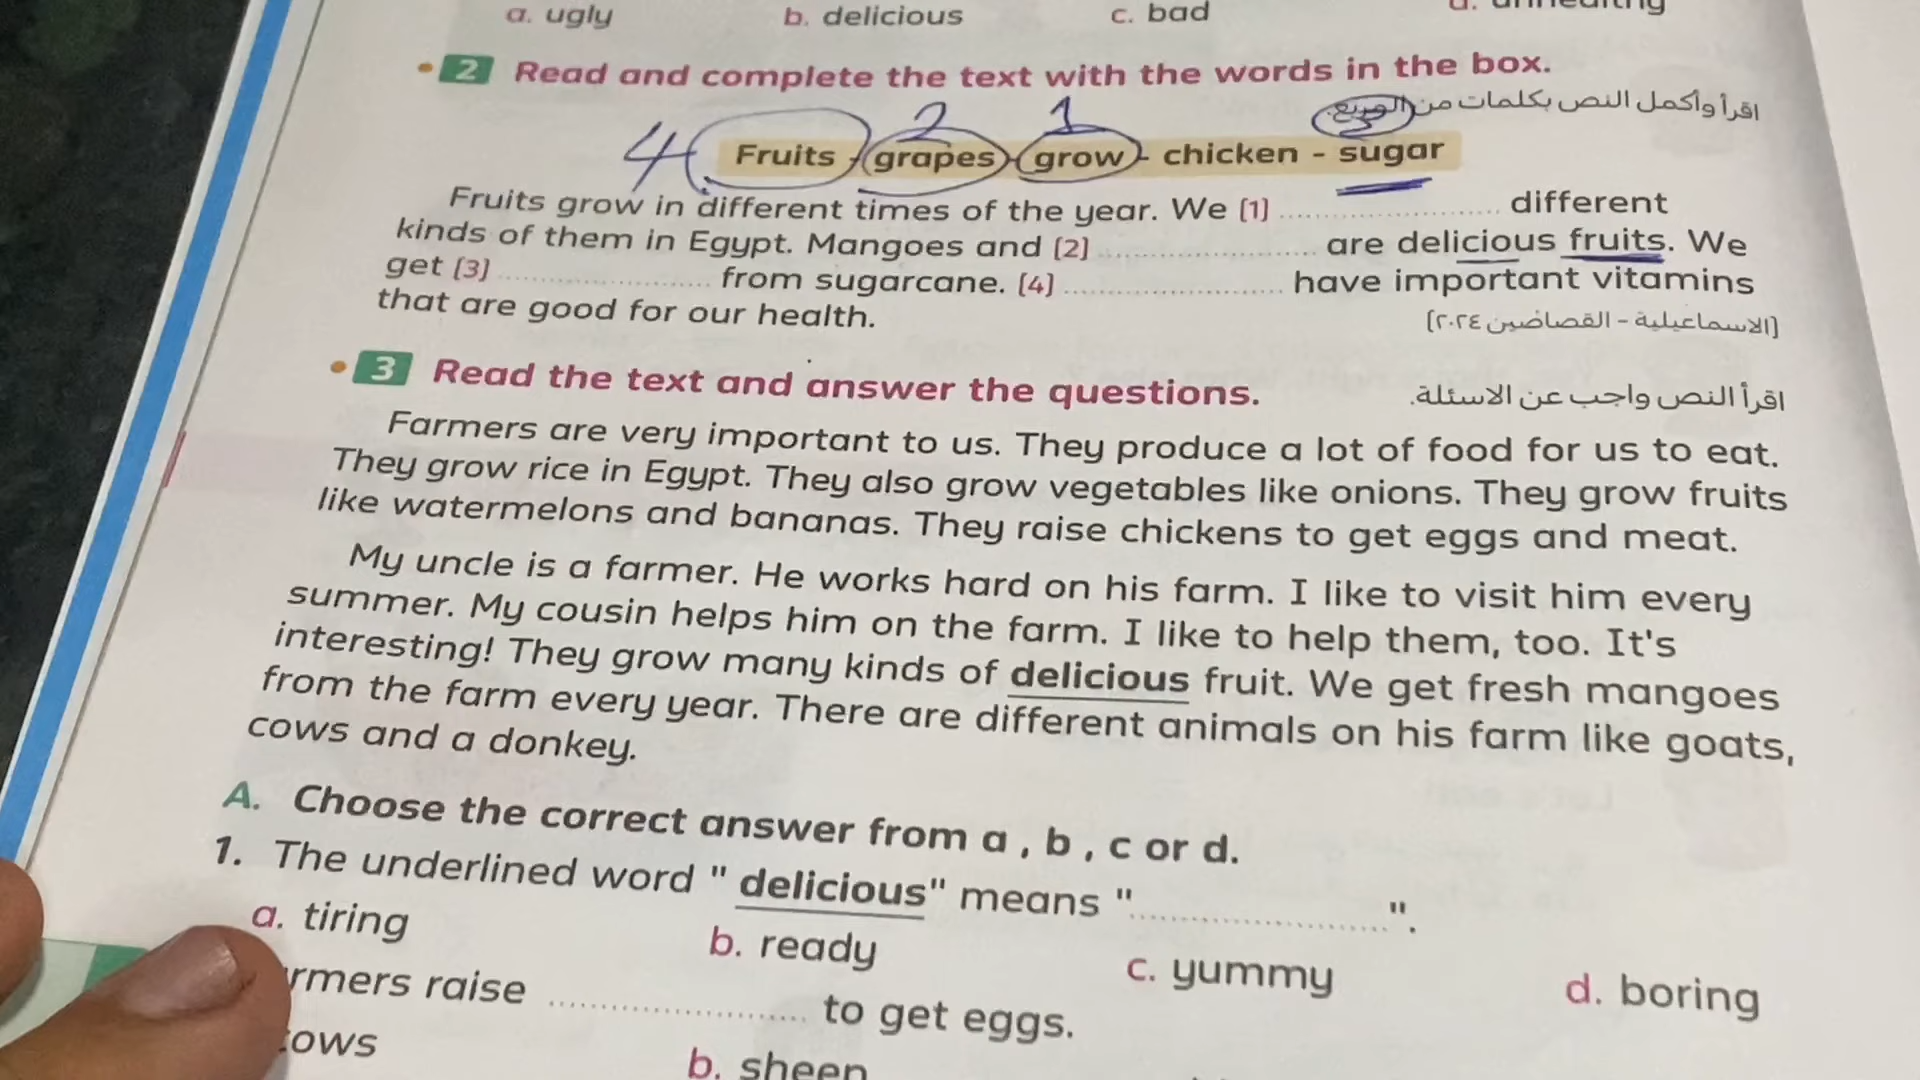 a. ugly b. delicious c. bad d. unhealthy
2 Read and complete the text with the words in the box.
اقرأ وأكمل النص بكلمات من المربع.
4 2 1 3
Fruits - grapes - grow - chicken - sugar
Fruits grow in different times of the year. We (1) .................... different
kinds of them in Egypt. Mangoes and (2) .................... are delicious fruits. We
get (3) .................... from sugarcane. (4) .................... have important vitamins
that are good for our health.
(الاسماعيلية - القصاصين ٢٠٢٤)
3 Read the text and answer the questions.
اقرأ النص واجب عن الاسئلة.
Farmers are very important to us. They produce a lot of food for us to eat.
They grow rice in Egypt. They also grow vegetables like onions. They grow fruits
like watermelons and bananas. They raise chickens to get eggs and meat.
My uncle is a farmer. He works hard on his farm. I like to visit him every
summer. My cousin helps him on the farm. I like to help them, too. It's
interesting! They grow many kinds of delicious fruit. We get fresh mangoes
from the farm every year. There are different animals on his farm like goats,
cows and a donkey.
A. Choose the correct answer from a , b , c or d.
1. The underlined word " delicious" means "....................".
a. tiring b. ready c. yummy d. boring
rmers raise .................... to get eggs.
cows b. sheep